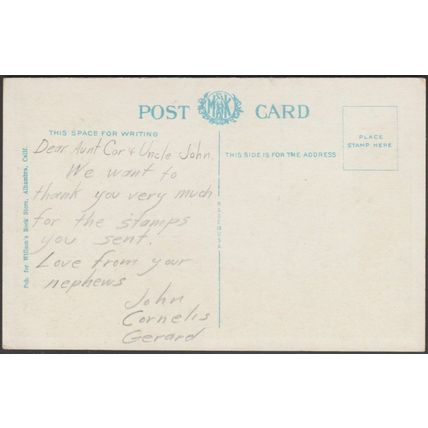 POST CARD
M&K
THIS SPACE FOR WRITING
THIS SIDE IS FOR THE ADDRESS
PLACE
STAMP HERE
Dear Aunt Cor & Uncle John
We want to
thank you very much
for the stamps
you sent.
Love from your
nephews
John
Cornelis
Gerard
Pub. for Willson's Book Store, Alhambra, Calif.